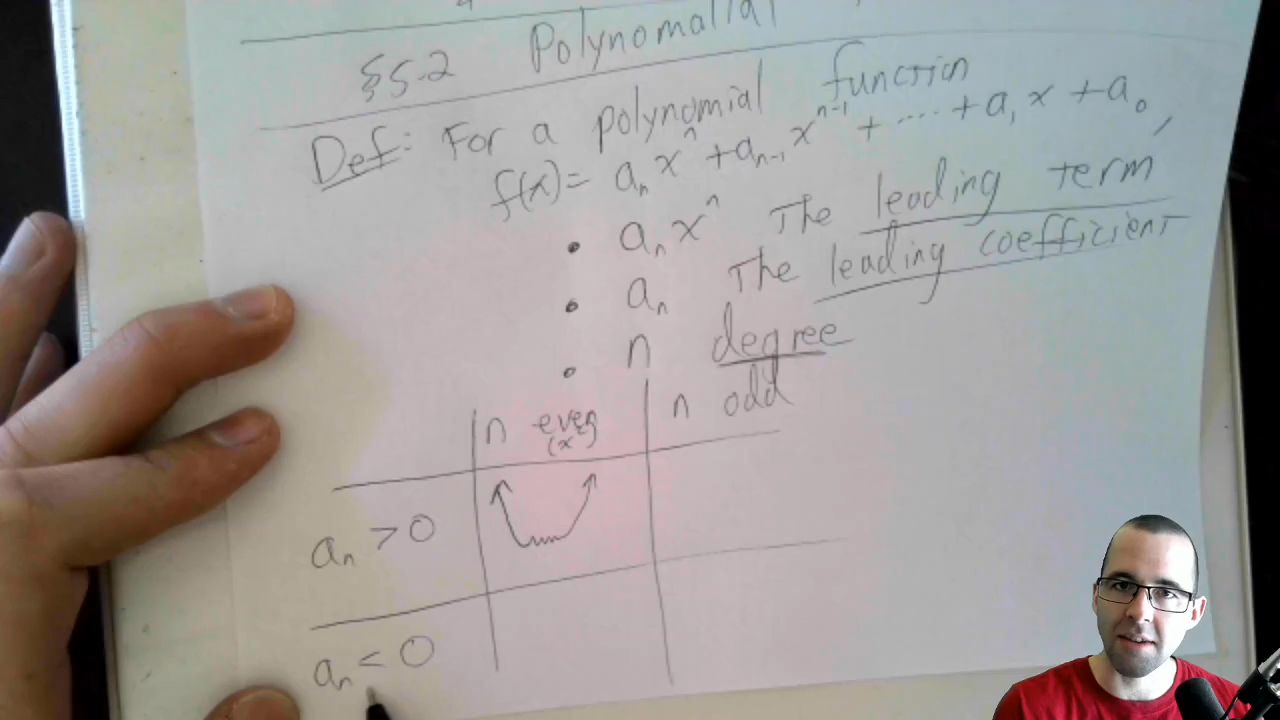 §5.2 Polynomalial
Def: For a polynomial function
f(x) = aₙxⁿ + aₙ₋₁xⁿ⁻¹ + ···· + a₁x + a₀,
• aₙxⁿ The leading term
• aₙ The leading coefficient
• n degree
n even n odd
(x²)
aₙ > 0
aₙ < 0